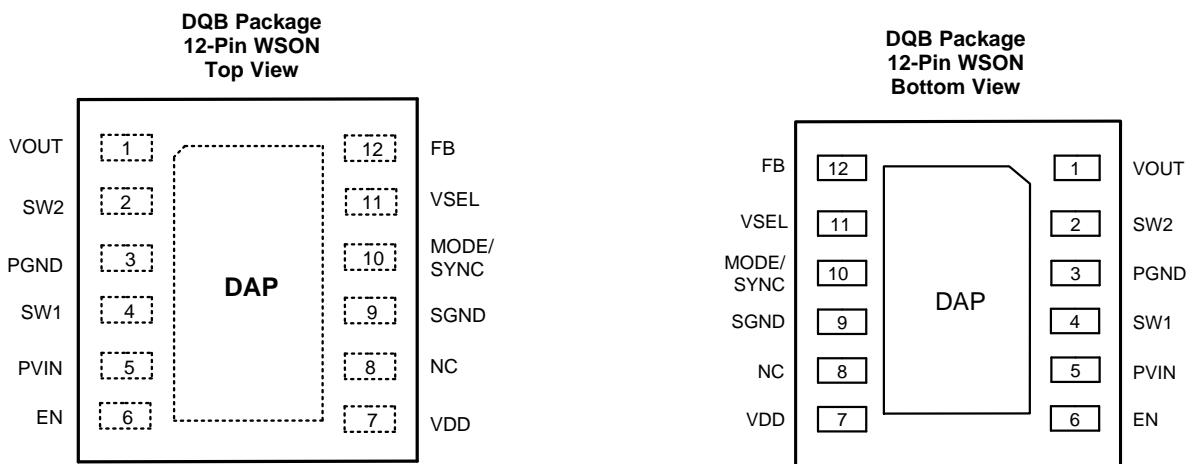 DQB Package
12-Pin WSON
Top View
VOUT 1 12 FB
SW2 2 11 VSEL
PGND 3 10 MODE/
SYNC
DAP
SW1 4 9 SGND
PVIN 5 8 NC
EN 6 7 VDD
DQB Package
12-Pin WSON
Bottom View
FB 12 1 VOUT
VSEL 11 2 SW2
MODE/
SYNC 10 3 PGND
DAP
SGND 9 4 SW1
NC 8 5 PVIN
VDD 7 6 EN